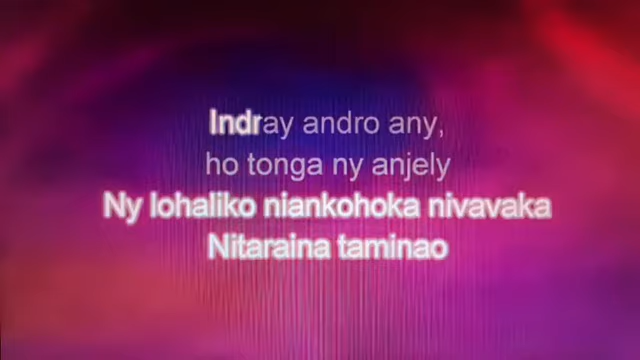 Indray andro any,
ho tonga ny anjely
Ny lohaliko niankohoka nivavaka
Nitaraina taminao